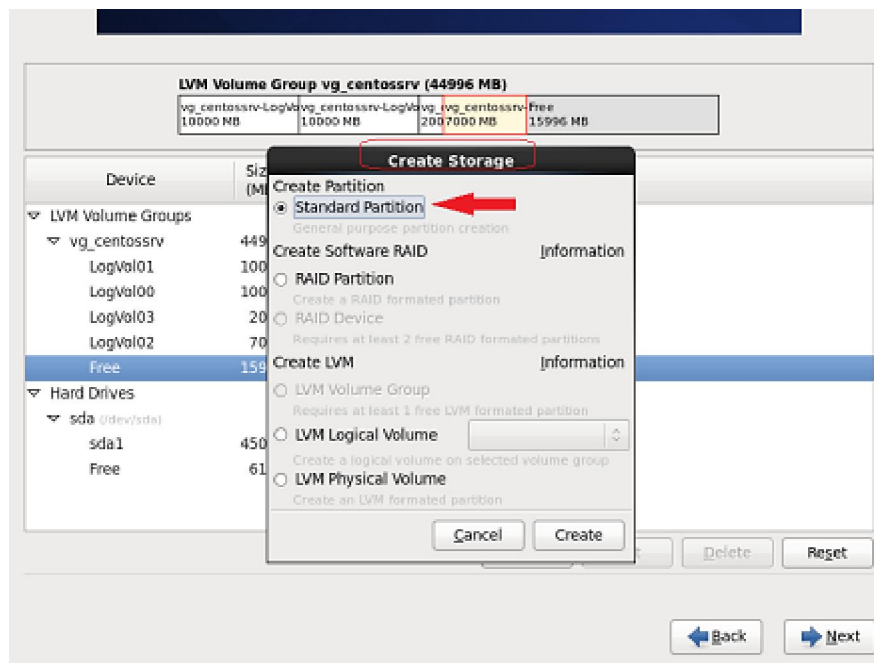 LVM Volume Group vg_centossrv (44996 MB)
vg_centossrv-LogVo vg_centossrv-LogVo vg_ vg_centossrv- Free
10000 MB 10000 MB 200 7000 MB 15996 MB
Create Storage
Device
Siz
(MI
Create Partition
Standard Partition
General purpose partition creation
Create Software RAID Information
RAID Partition
Create a RAID formated partition
RAID Device
Requires at least 2 free RAID formated partitions
Create LVM Information
LVM Volume Group
Requires at least 1 free LVM formated partition
LVM Logical Volume
Create a logical volume on selected volume group
LVM Physical Volume
Create an LVM formated partition
Cancel Create
LVM Volume Groups
vg_centossrv 449
LogVol01 100
LogVol00 100
LogVol03 20
LogVol02 70
Free 159
Hard Drives
sda (/dev/sda)
sda1 450
Free 61
Delete Reset
Back Next